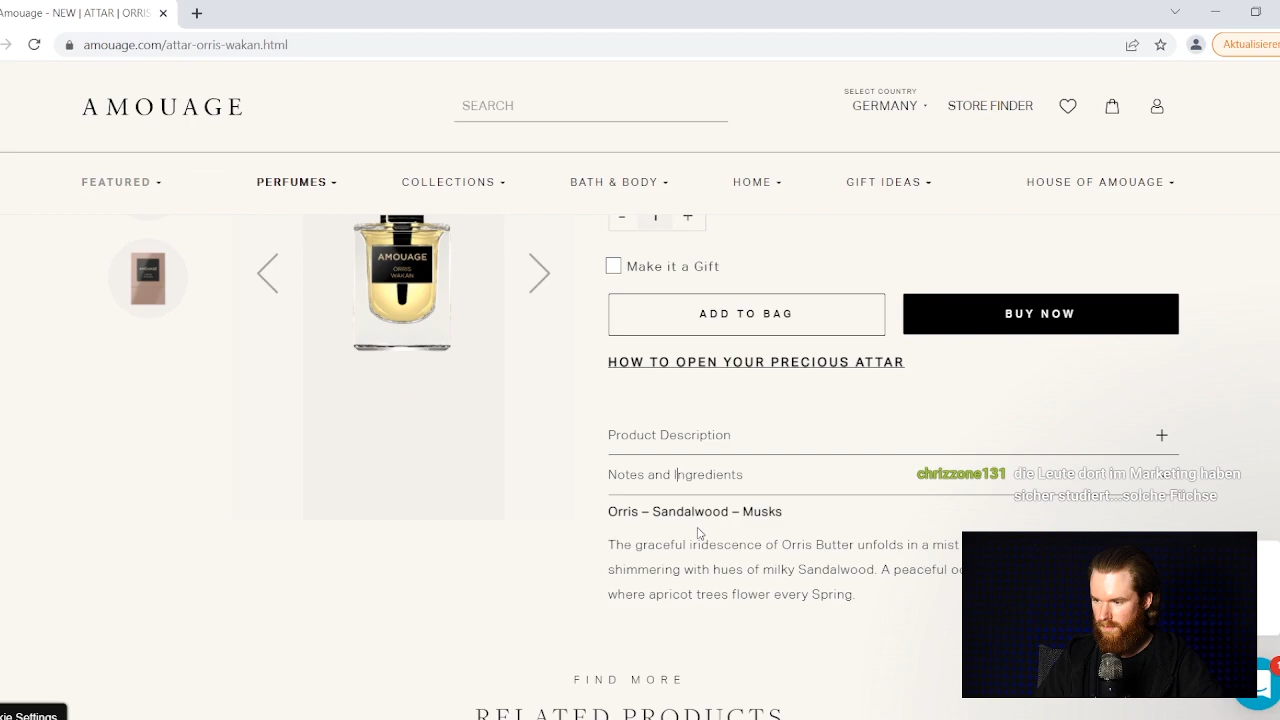 Amouage - NEW | ATTAR | ORRIS
amouage.com/attar-orris-wakan.html
Aktualisieren
AMOUAGE
SEARCH
SELECT COUNTRY
GERMANY
STORE FINDER
FEATURED
PERFUMES
COLLECTIONS
BATH & BODY
HOME
GIFT IDEAS
HOUSE OF AMOUAGE
- 1 +
AMOUAGE
ORRIS
WAKAN
Make it a Gift
ADD TO BAG
BUY NOW
HOW TO OPEN YOUR PRECIOUS ATTAR
Product Description +
Notes and Ingredients
chrizzone131 die Leute dort im Marketing haben
sicher studiert...solche Füchse
Orris – Sandalwood – Musks
The graceful iridescence of Orris Butter unfolds in a mist
shimmering with hues of milky Sandalwood. A peaceful
where apricot trees flower every Spring.
FIND MORE
RELATED PRODUCTS
Settings